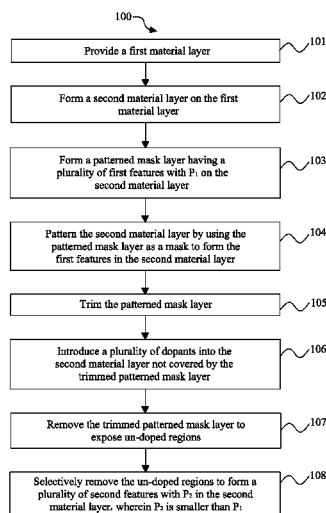 100
Provide a first material layer
101
Form a second material layer on the first
material layer
102
Form a patterned mask layer having a
plurality of first features with P1 on the
second material layer
103
Pattern the second material layer by using the
patterned mask layer as a mask to form the
first features in the second material layer
104
Trim the patterned mask layer
105
Introduce a plurality of dopants into the
second material layer not covered by the
trimmed patterned mask layer
106
Remove the trimmed patterned mask layer to
expose un-doped regions
107
Selectively remove the un-doped regions to form a
plurality of second features with P2 in the second
material layer, wherein P2 is smaller than P1
108